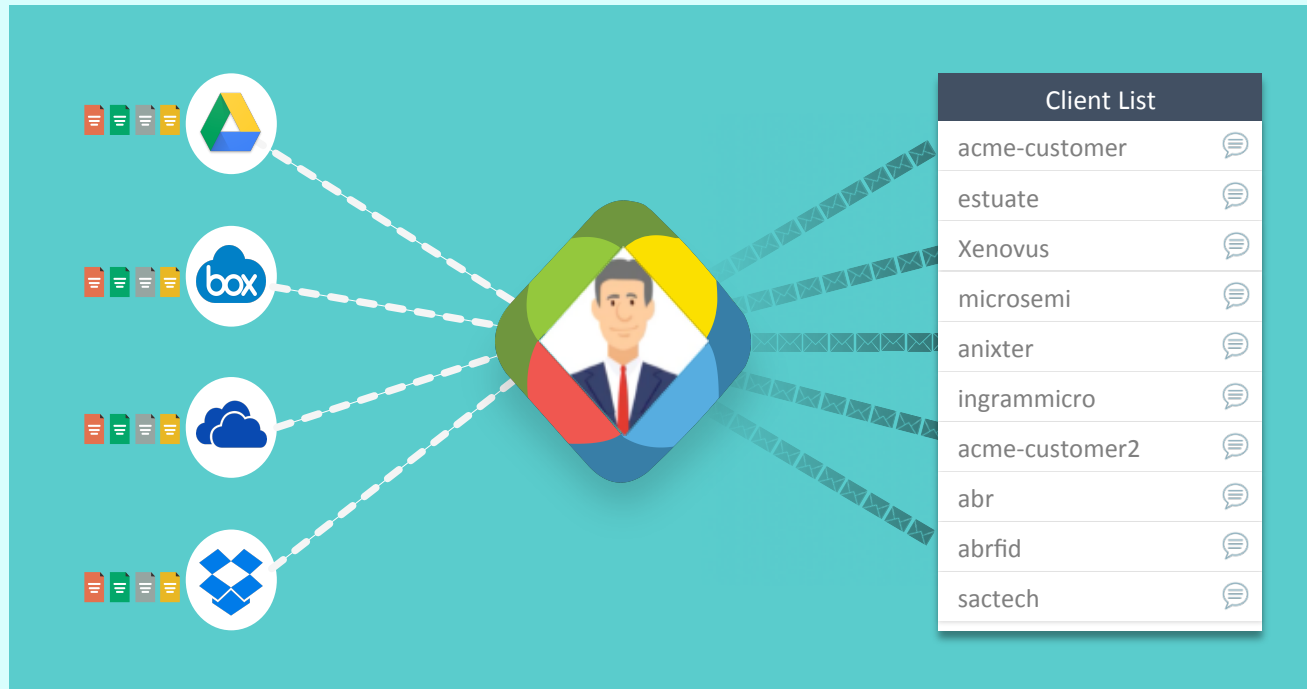 box
Client List
acme-customer
estuate
Xenovus
microsemi
anixter
ingrammicro
acme-customer2
abr
abrfid
sactech